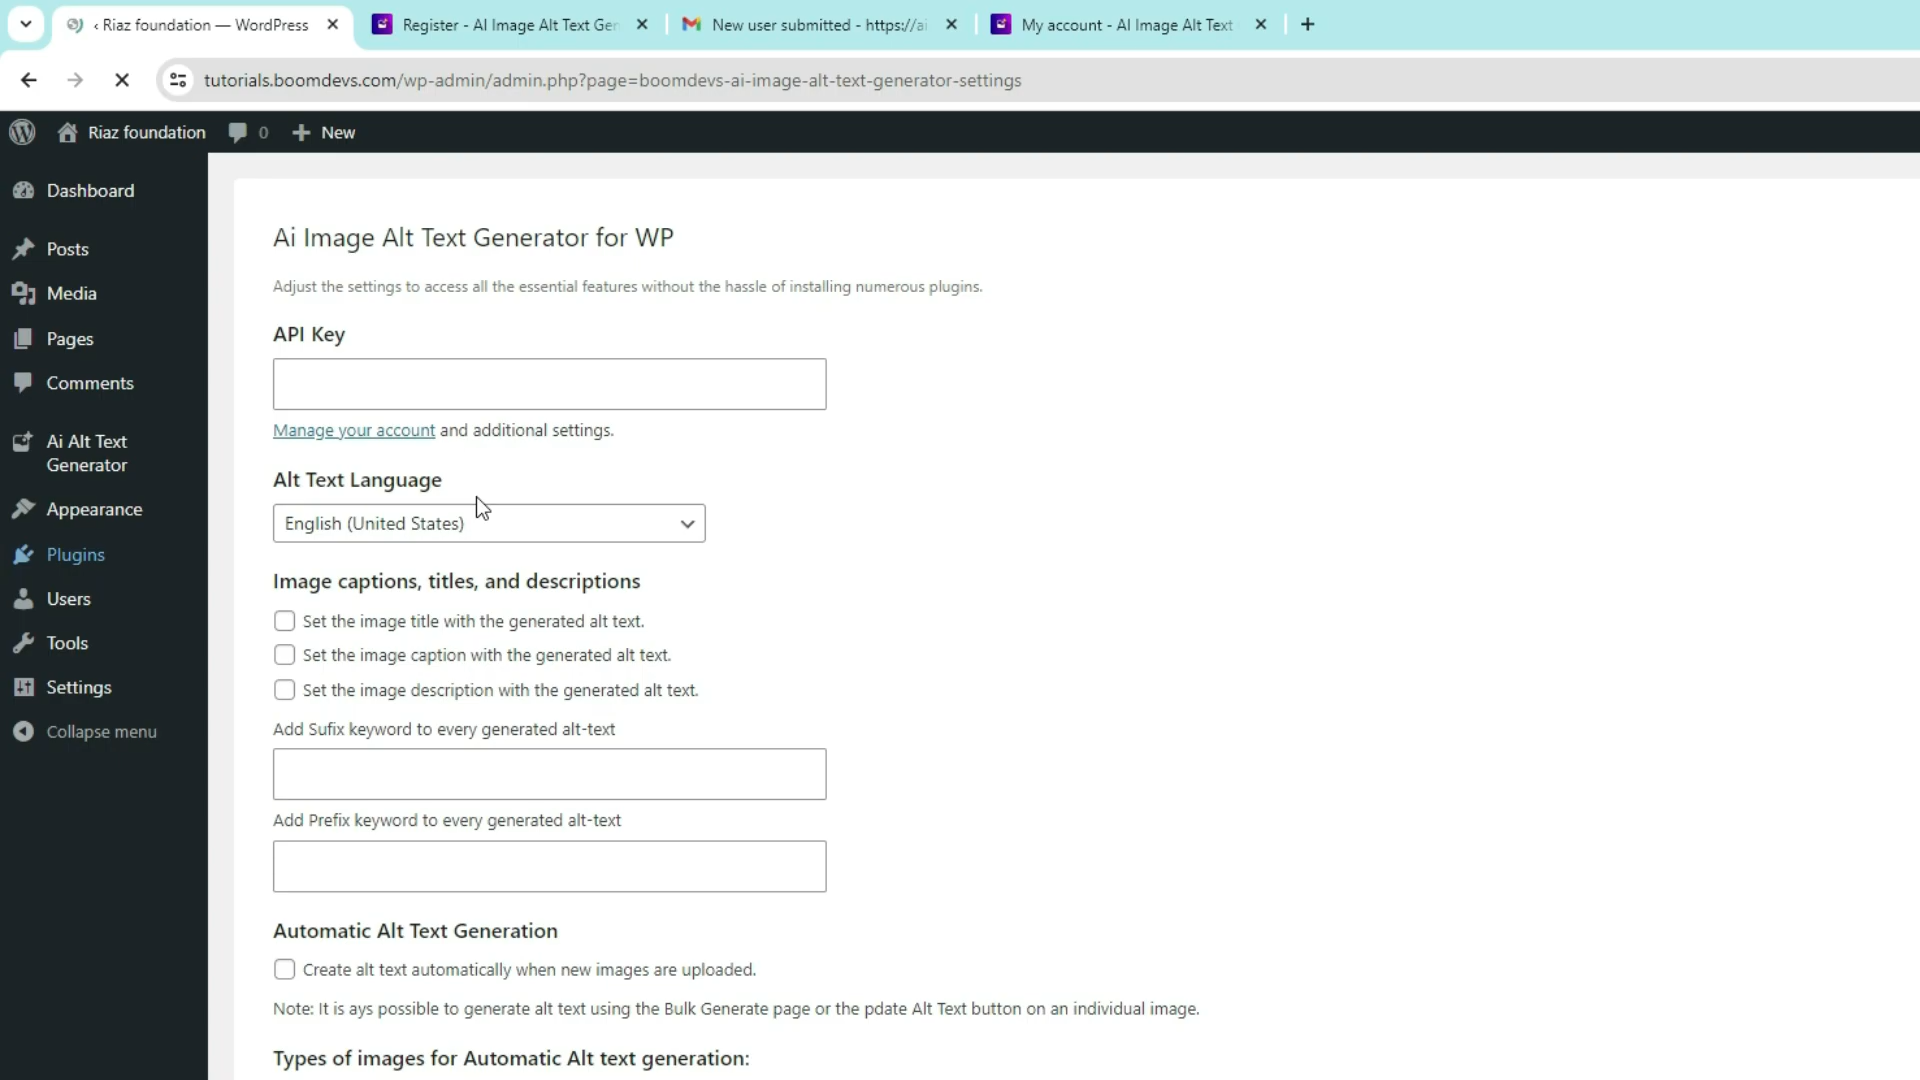 ‹ Riaz foundation — WordPress
Register - AI Image Alt Text Gen
New user submitted - https://ai
My account - AI Image Alt Text
tutorials.boomdevs.com/wp-admin/admin.php?page=boomdevs-ai-image-alt-text-generator-settings
Riaz foundation 0 + New
Dashboard
Posts
Media
Pages
Comments
Ai Alt Text
Generator
Appearance
Plugins
Users
Tools
Settings
Collapse menu
Ai Image Alt Text Generator for WP
Adjust the settings to access all the essential features without the hassle of installing numerous plugins.
API Key
Manage your account and additional settings.
Alt Text Language
English (United States)
Image captions, titles, and descriptions
Set the image title with the generated alt text.
Set the image caption with the generated alt text.
Set the image description with the generated alt text.
Add Sufix keyword to every generated alt-text
Add Prefix keyword to every generated alt-text
Automatic Alt Text Generation
Create alt text automatically when new images are uploaded.
Note: It is ays possible to generate alt text using the Bulk Generate page or the pdate Alt Text button on an individual image.
Types of images for Automatic Alt text generation: